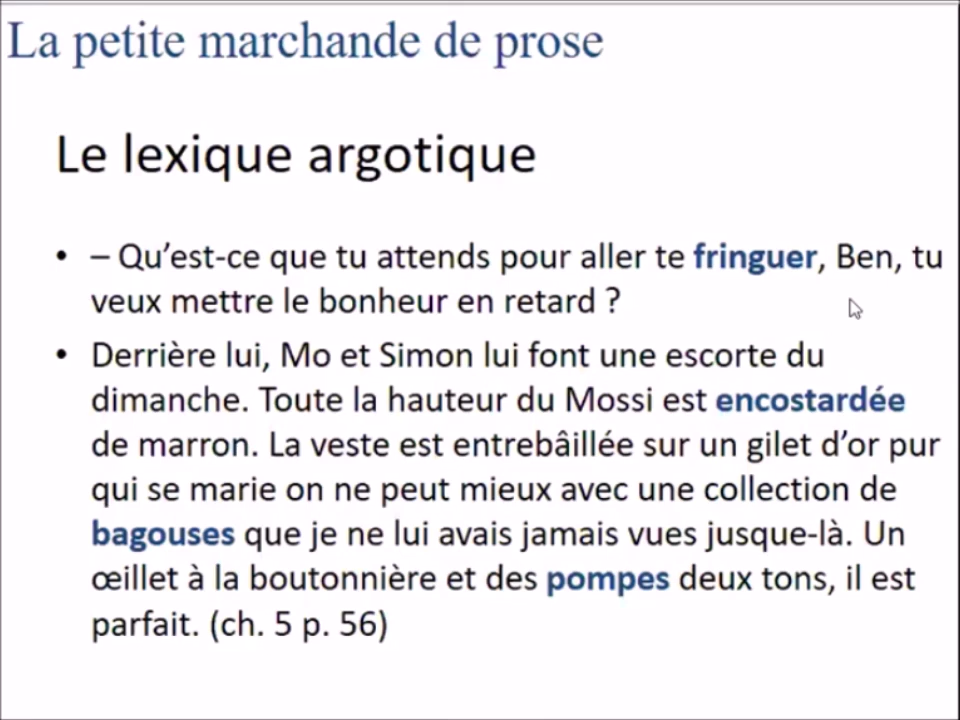 La petite marchande de prose
Le lexique argotique
• – Qu’est-ce que tu attends pour aller te fringuer, Ben, tu
veux mettre le bonheur en retard ?
• Derrière lui, Mo et Simon lui font une escorte du
dimanche. Toute la hauteur du Mossi est encostardée
de marron. La veste est entrebâillée sur un gilet d’or pur
qui se marie on ne peut mieux avec une collection de
bagouses que je ne lui avais jamais vues jusque-là. Un
œillet à la boutonnière et des pompes deux tons, il est
parfait. (ch. 5 p. 56)